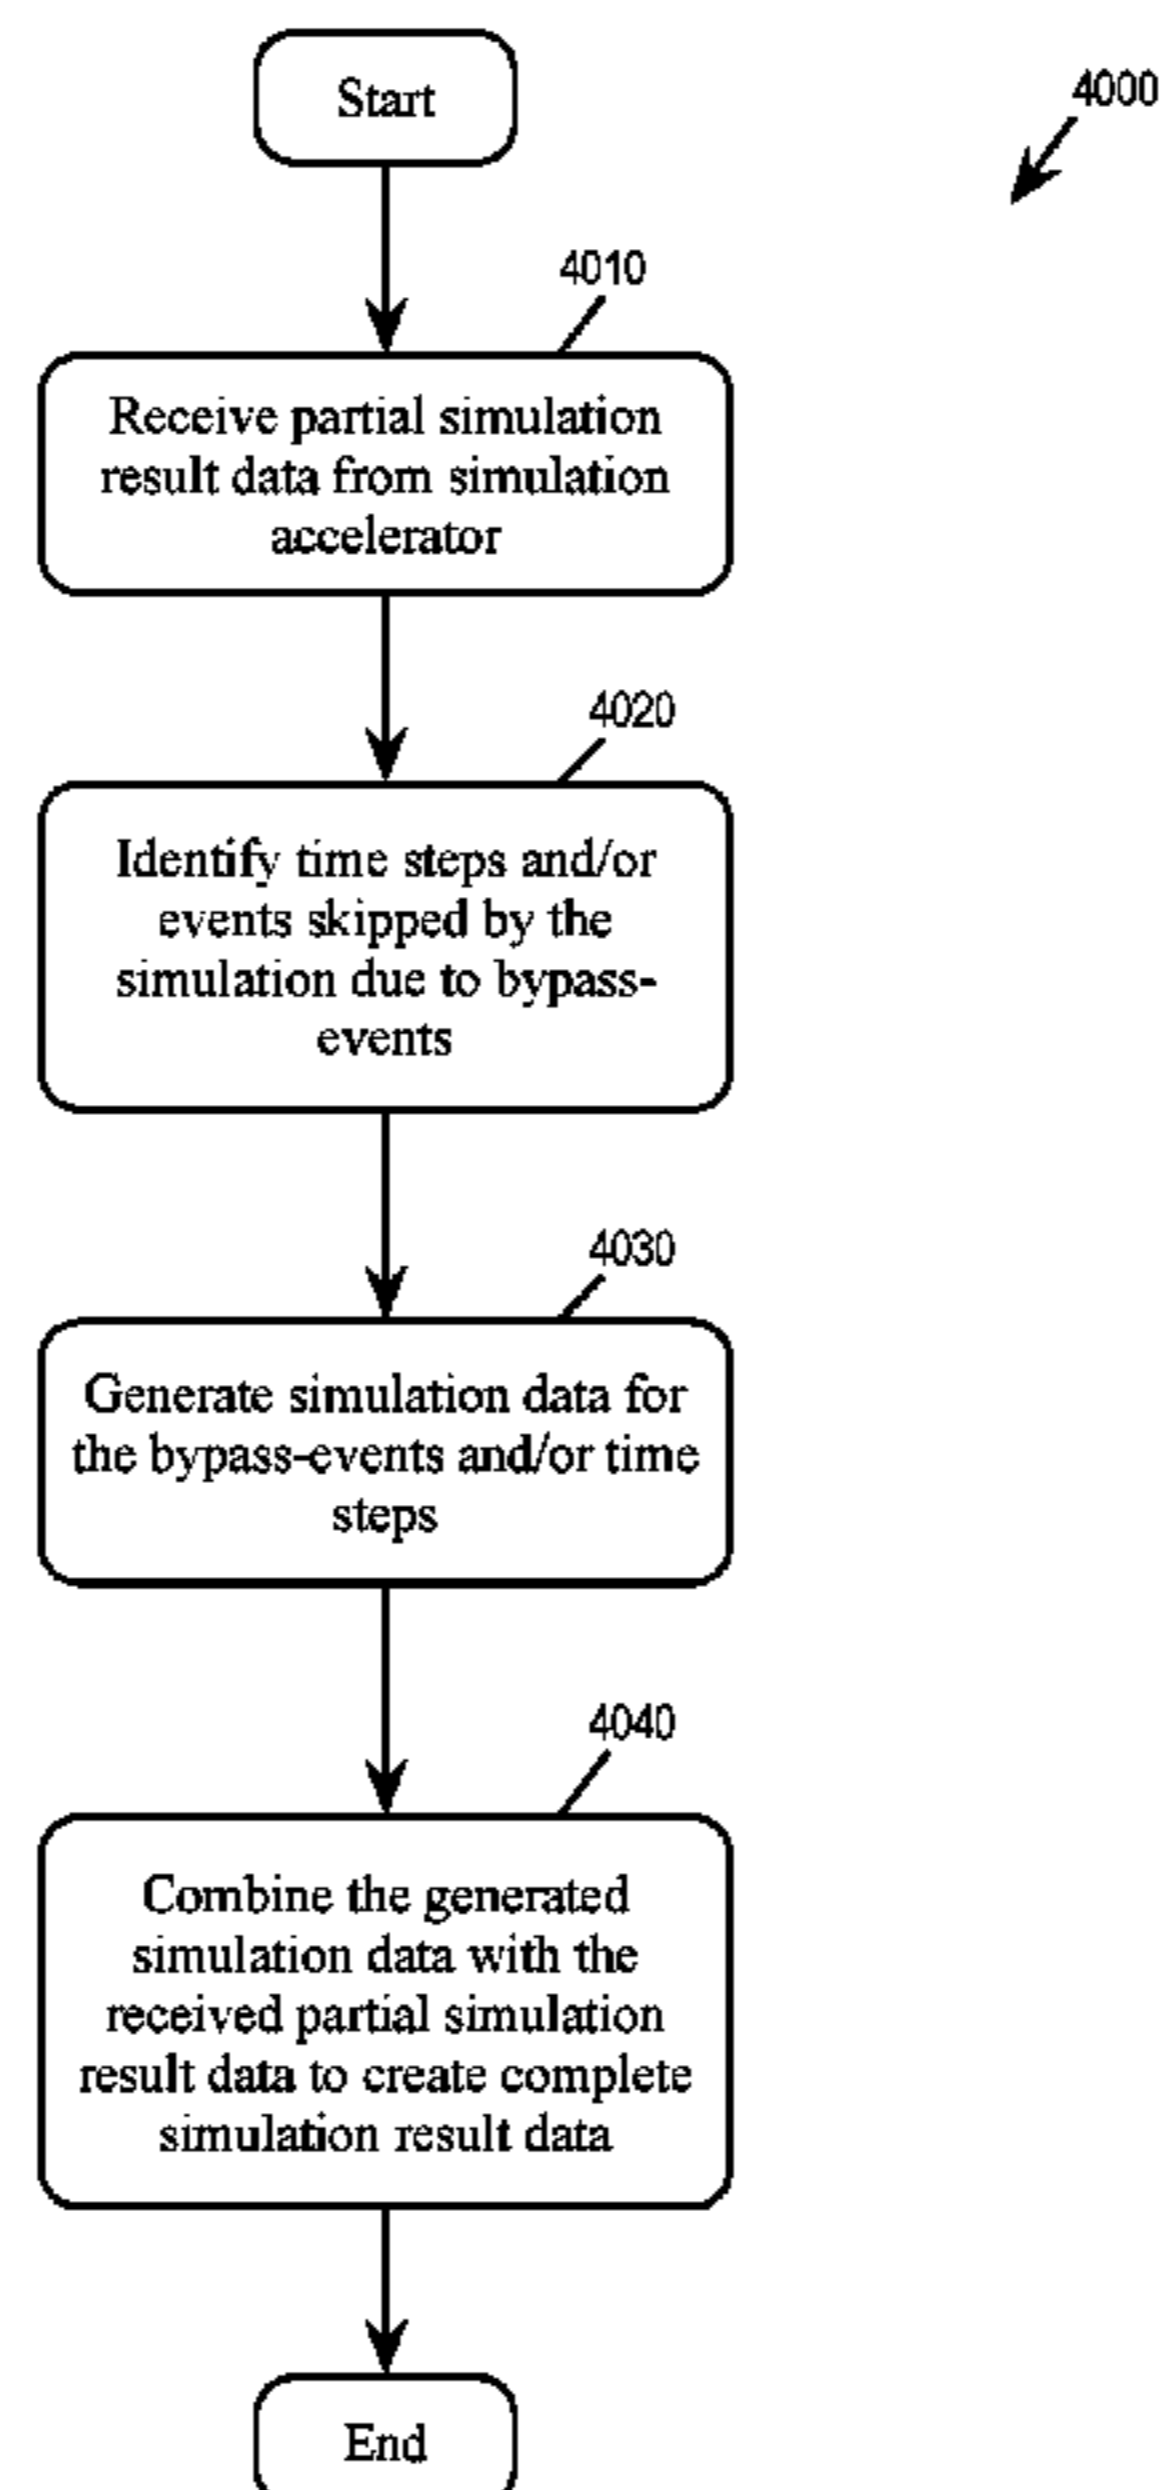 Start
4000
4010
Receive partial simulation
result data from simulation
accelerator
4020
Identify time steps and/or
events skipped by the
simulation due to bypass-
events
4030
Generate simulation data for
the bypass-events and/or time
steps
4040
Combine the generated
simulation data with the
received partial simulation
result data to create complete
simulation result data
End